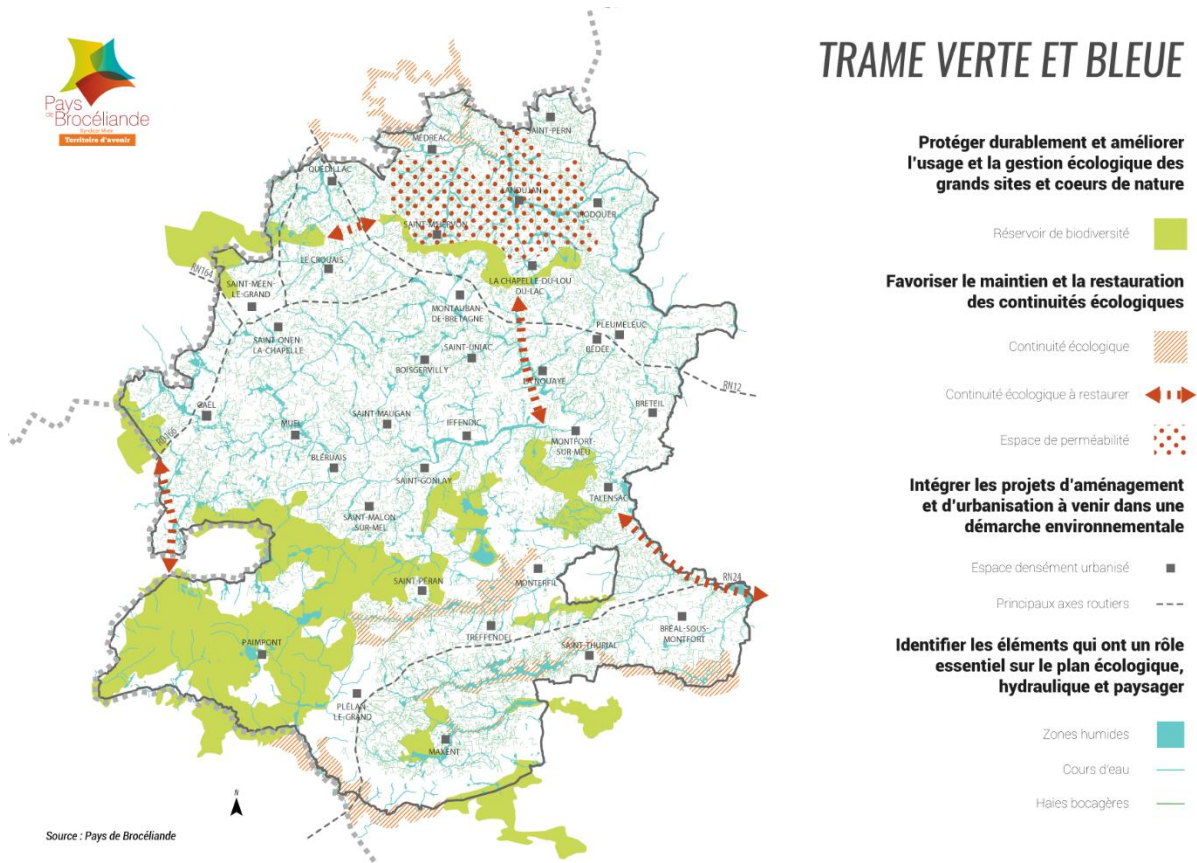 Pays
de Brocéliande
Syndicat Mixte
Territoire d'avenir
TRAME VERTE ET BLEUE
Protéger durablement et améliorer
l'usage et la gestion écologique des
grands sites et coeurs de nature
Réservoir de biodiversité
Favoriser le maintien et la restauration
des continuités écologiques
Continuité écologique
Continuité écologique à restaurer
Espace de perméabilité
Intégrer les projets d'aménagement
et d'urbanisation à venir dans une
démarche environnementale
Espace densément urbanisé
Principaux axes routiers
Identifier les éléments qui ont un rôle
essentiel sur le plan écologique,
hydraulique et paysager
Zones humides
Cours d'eau
Haies bocagères
SAINT-PERN
MÉDRÉAC
QUÉDILLAC
LANDUJAN
IRODOUER
SAINT-M'HERVON
LE CROUAIS
RN164
SAINT-MÉEN
-LE-GRAND
LA CHAPELLE-DU-LOU
DU-LAC
MONTAUBAN-
DE-BRETAGNE
SAINT-ONEN
LA-CHAPELLE
PLEUMELEUC
BÉDÉE
SAINT-UNIAC
BOISGERVILLY
LA NOUAYE
RN12
BRETEIL
GAËL
SAINT-MAUGAN
MUEL
IFFENDIC
RD166
MONTFORT-
SUR-MEU
BLÉRUAIS
SAINT-GONLAY
TALENSAC
SAINT-MALON
SUR-MEL
RN24
SAINT-PÉRAN
MONTERFIL
TREFFENDEL
BRÉAL-SOUS-
MONTFORT
PAIMPONT
SAINT-THURIAL
PLÉLAN
LE-GRAND
MAXENT
N
Source : Pays de Brocéliande